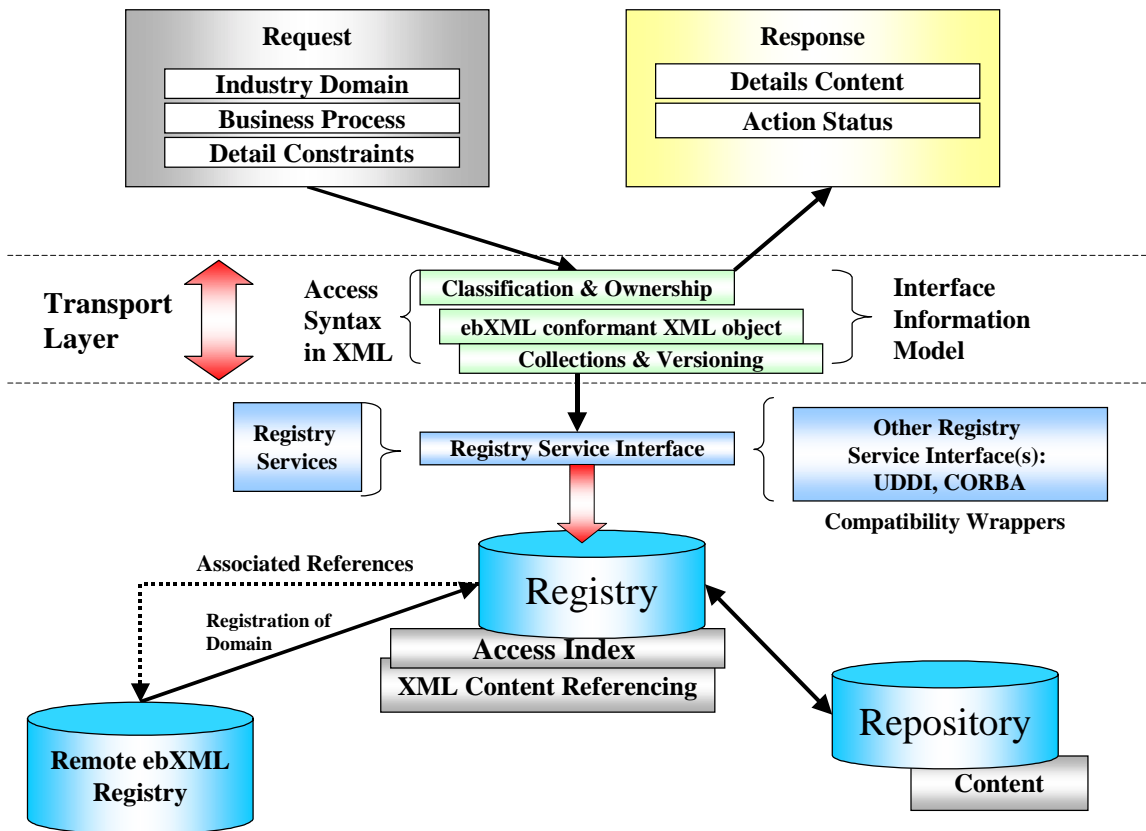 Request
Industry Domain
Business Process
Detail Constraints
Response
Details Content
Action Status
Transport
Layer
Access
Syntax
in XML
Classification & Ownership
ebXML conformant XML object
Collections & Versioning
Interface
Information
Model
Registry
Services
Registry Service Interface
Other Registry
Service Interface(s):
UDDI, CORBA
Compatibility Wrappers
Associated References
Registration of
Domain
Registry
Access Index
XML Content Referencing
Remote ebXML
Registry
Repository
Content